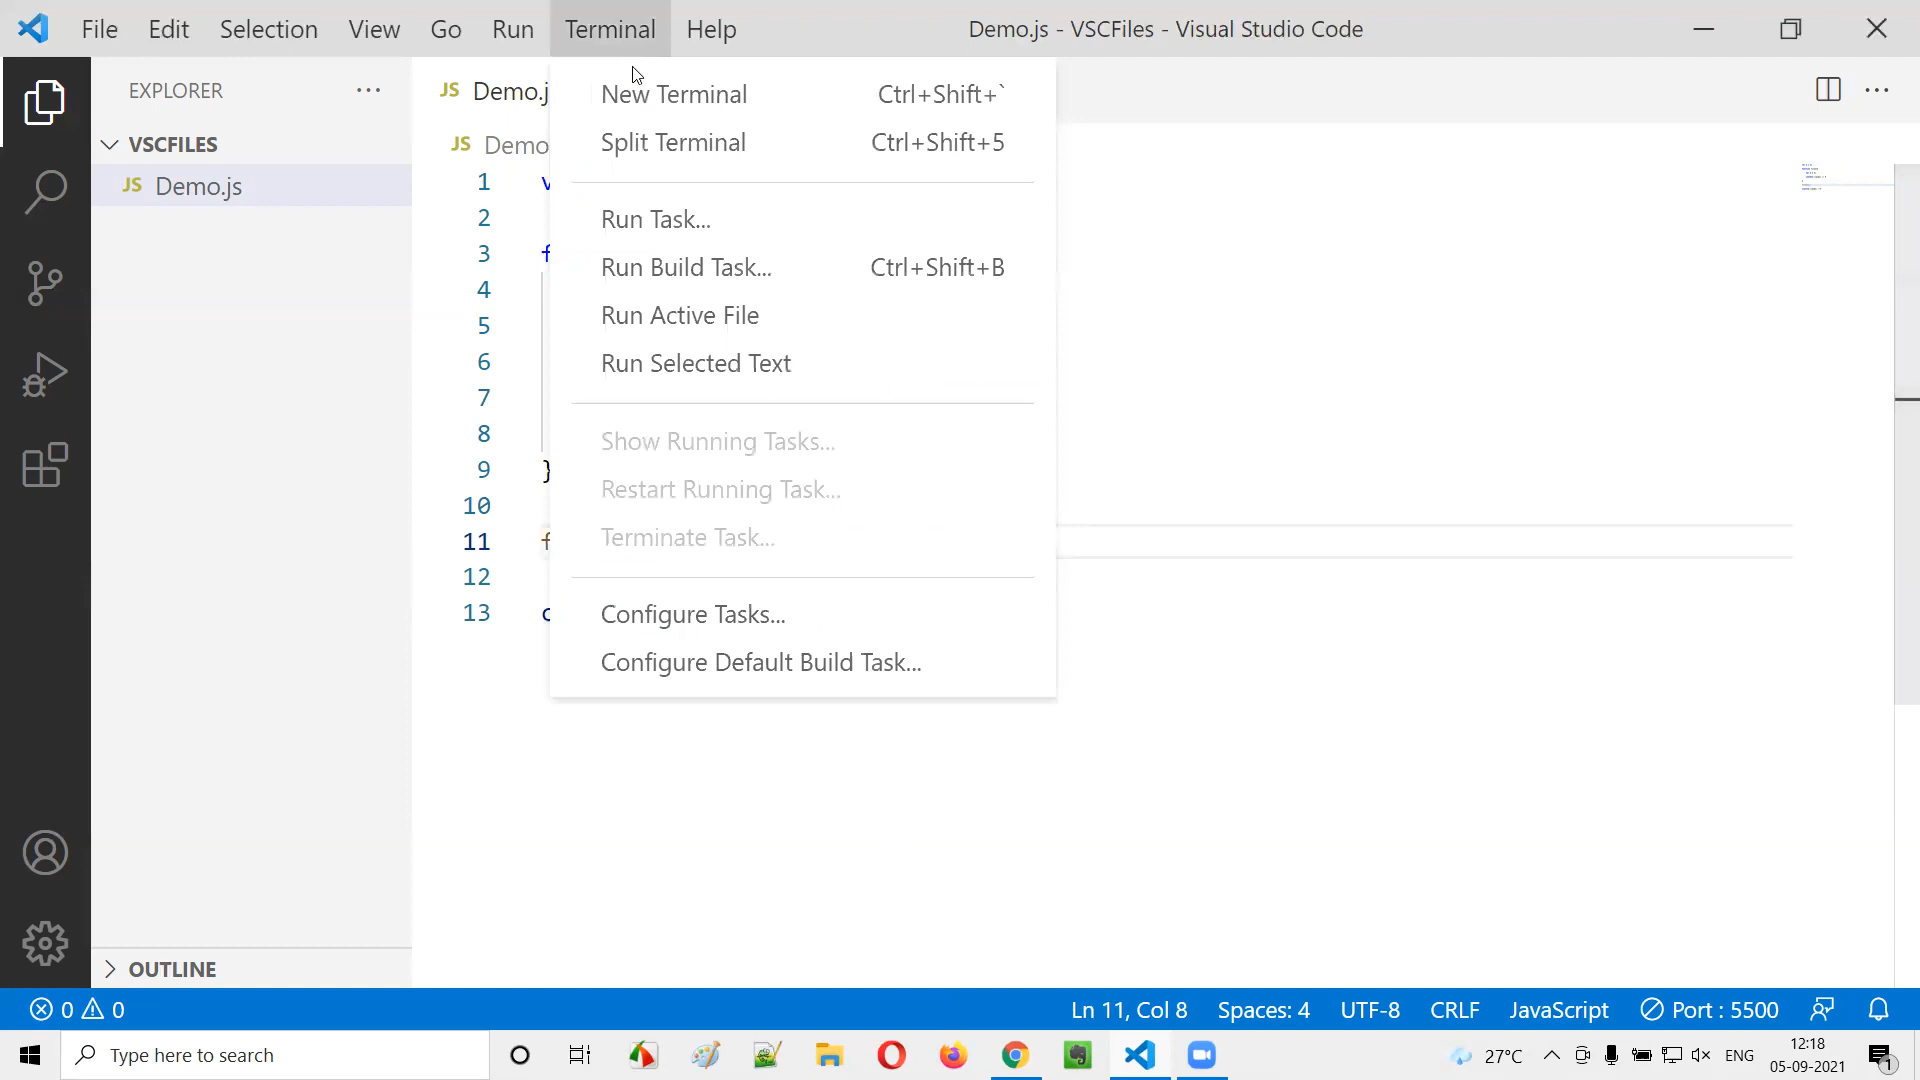 File Edit Selection View Go Run Terminal Help Demo.js - VSCFiles - Visual Studio Code
EXPLORER
VSCFILES
JS Demo.js
OUTLINE
JS Demo.j
JS Demo
1 v
2
3 f
4
5
6
7
8
9 }
10
11 f
12
13 c
New Terminal Ctrl+Shift+`
Split Terminal Ctrl+Shift+5
Run Task...
Run Build Task... Ctrl+Shift+B
Run Active File
Run Selected Text
Show Running Tasks...
Restart Running Task...
Terminate Task...
Configure Tasks...
Configure Default Build Task...
0 0 Ln 11, Col 8 Spaces: 4 UTF-8 CRLF JavaScript Port : 5500
Type here to search 27°C ENG 12:18
05-09-2021 1